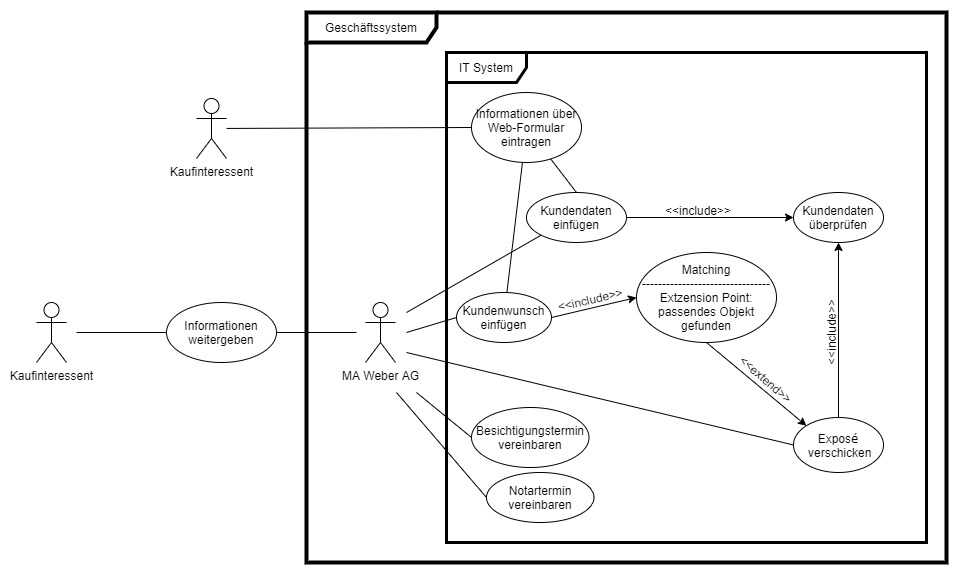 Geschäftssystem
IT System
Informationen über
Web-Formular
eintragen
Kaufinteressent
Kundendaten
einfügen
<<include>>
Kundendaten
überprüfen
Matching
Extzension Point:
passendes Objekt
gefunden
<<include>>
Kundenwunsch
einfügen
<<include>>
Informationen
weitergeben
Kaufinteressent
MA Weber AG
<<extend>>
Besichtigungstermin
vereinbaren
Exposé
verschicken
Notartermin
vereinbaren